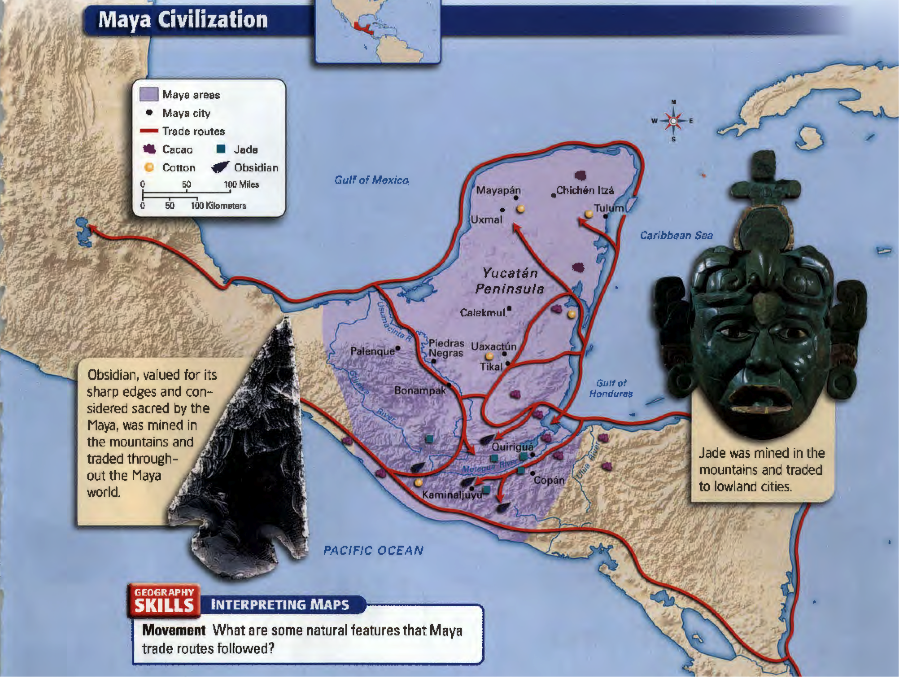 Maya Civilization
Maya areas
Maya city
Trade routes
Cacao
Jade
Cotton
Obsidian
0 50 100 Miles
0 50 100 Kilometers
N
W E
S
Gulf of Mexico
Mayapán
Chichén Itzá
Tulum
Uxmal
Caribbean Sea
Yucatán
Peninsula
Calakmul
Usumacinta R.
Palenque
Piedras
Negras
Uaxactún
Tikal
Bonampak
Gulf of
Honduras
River
Quiriguá
Motagua River
Copán
Kaminaljuyú
PACIFIC OCEAN
Obsidian, valued for its
sharp edges and con-
sidered sacred by the
Maya, was mined in
the mountains and
traded through-
out the Maya
world.
Jade was mined in the
mountains and traded
to lowland cities.
GEOGRAPHY
SKILLS
INTERPRETING MAPS
Movement What are some natural features that Maya
trade routes followed?